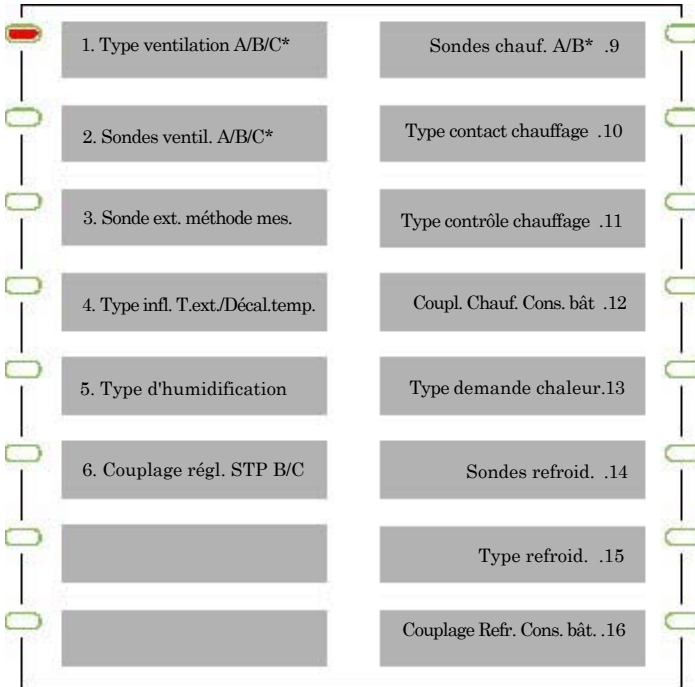 1. Type ventilation A/B/C*
2. Sondes ventil. A/B/C*
3. Sonde ext. méthode mes.
4. Type infl. T.ext./Décal.temp.
5. Type d'humidification
6. Couplage régl. STP B/C
Sondes chauf. A/B* .9
Type contact chauffage .10
Type contrôle chauffage .11
Coupl. Chauf. Cons. bât .12
Type demande chaleur.13
Sondes refroid. .14
Type refroid. .15
Couplage Refr. Cons. bât. .16